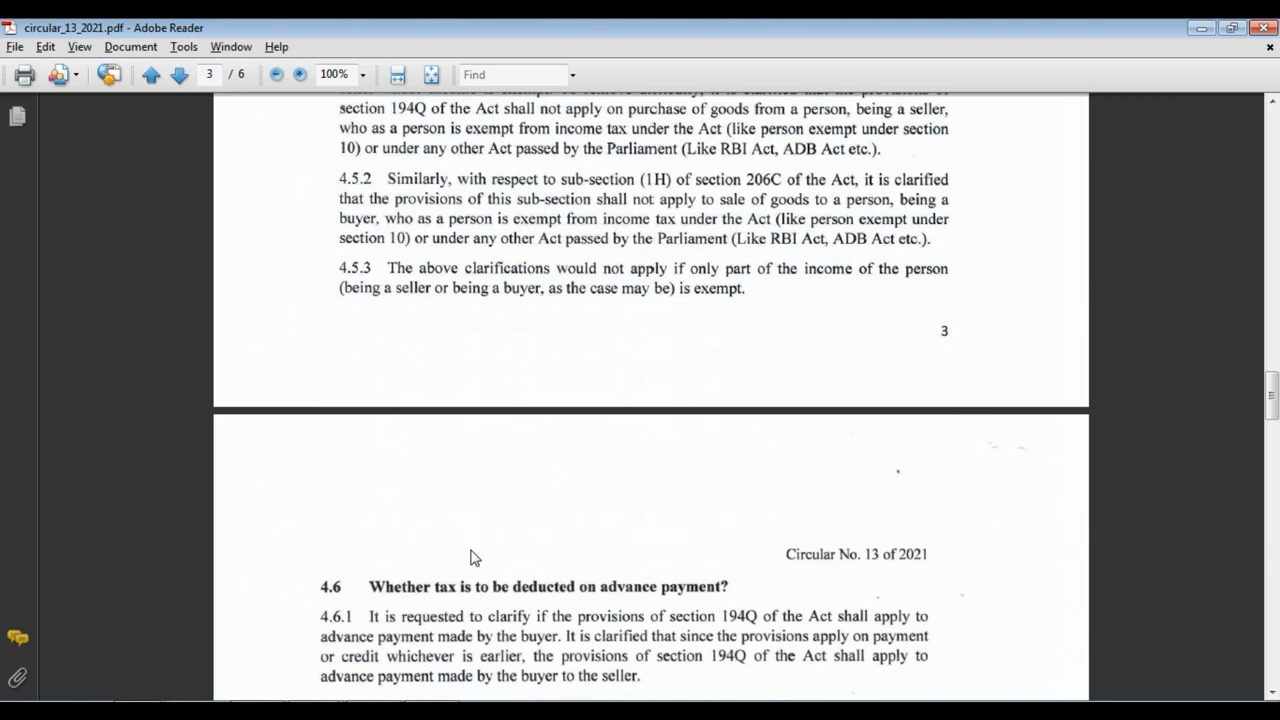 circular_13_2021.pdf - Adobe Reader
File Edit View Document Tools Window Help
3 / 6 100% Find
section 194Q of the Act shall not apply on purchase of goods from a person, being a seller,
who as a person is exempt from income tax under the Act (like person exempt under section
10) or under any other Act passed by the Parliament (Like RBI Act, ADB Act etc.).
4.5.2 Similarly, with respect to sub-section (1H) of section 206C of the Act, it is clarified
that the provisions of this sub-section shall not apply to sale of goods to a person, being a
buyer, who as a person is exempt from income tax under the Act (like person exempt under
section 10) or under any other Act passed by the Parliament (Like RBI Act, ADB Act etc.).
4.5.3 The above clarifications would not apply if only part of the income of the person
(being a seller or being a buyer, as the case may be) is exempt.
3
Circular No. 13 of 2021
4.6 Whether tax is to be deducted on advance payment?
4.6.1 It is requested to clarify if the provisions of section 194Q of the Act shall apply to
advance payment made by the buyer. It is clarified that since the provisions apply on payment
or credit whichever is earlier, the provisions of section 194Q of the Act shall apply to
advance payment made by the buyer to the seller.